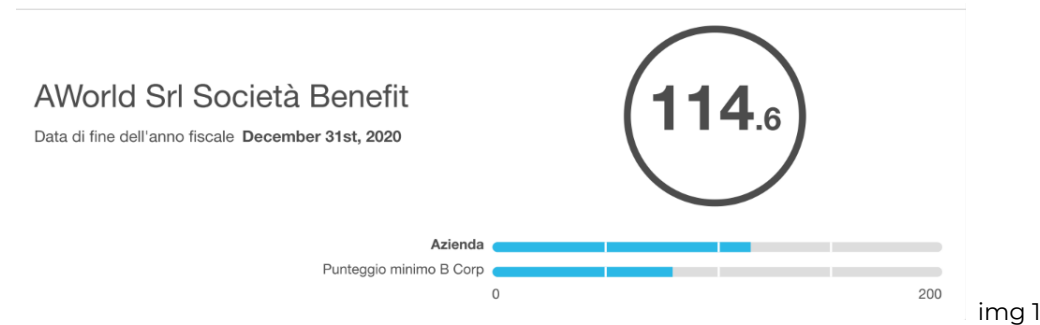 AWorld Srl Società Benefit
Data di fine dell'anno fiscale December 31st, 2020
114.6
Azienda
Punteggio minimo B Corp
0 200
img 1